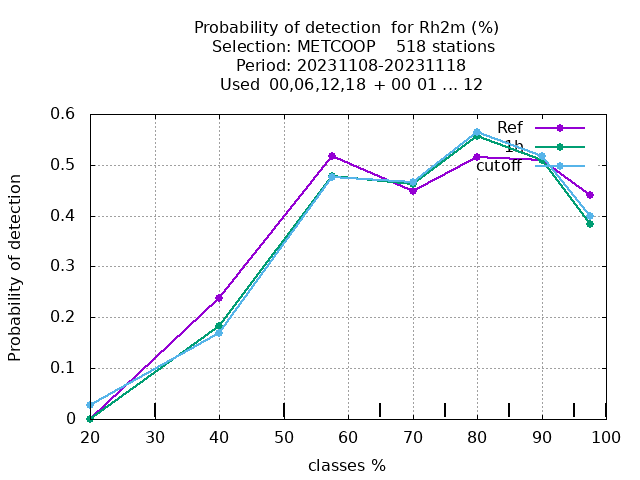 Probability of detection for Rh2m (%)
Selection: METCOOP 518 stations
Period: 20231108-20231118
Used 00,06,12,18 + 00 01 ... 12
Ref
1b
cutoff
Probability of detection
0.6
0.5
0.4
0.3
0.2
0.1
0
20 30 40 50 60 70 80 90 100
classes %